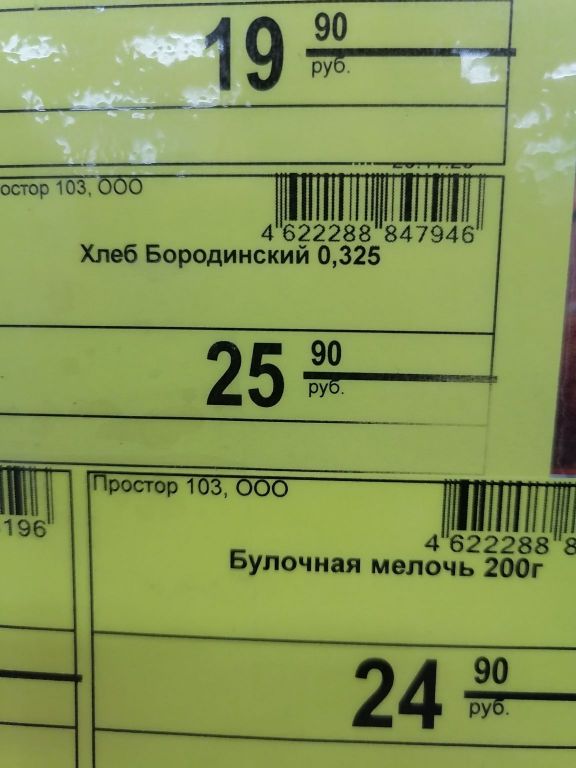 19 90
руб.
остор 103, ООО
4 622288 847946
Хлеб Бородинский 0,325
25 90
руб.
196
Простор 103, ООО
4 622288 8
Булочная мелочь 200г
24 90
руб.